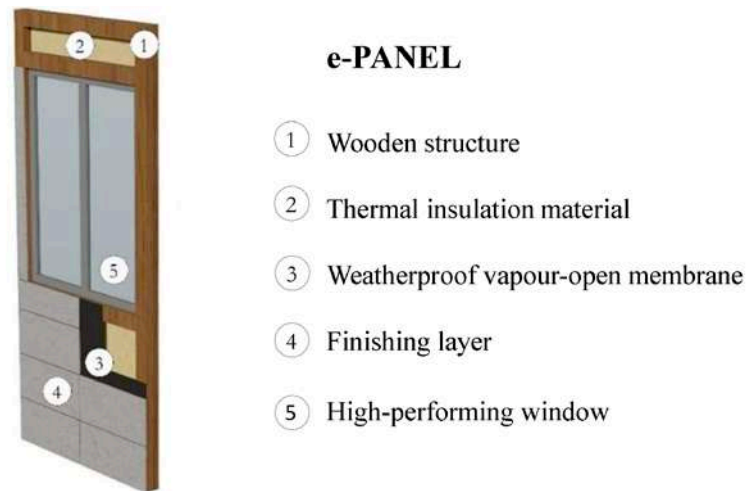 2 1
5
3
4
e-PANEL
1 Wooden structure
2 Thermal insulation material
3 Weatherproof vapour-open membrane
4 Finishing layer
5 High-performing window